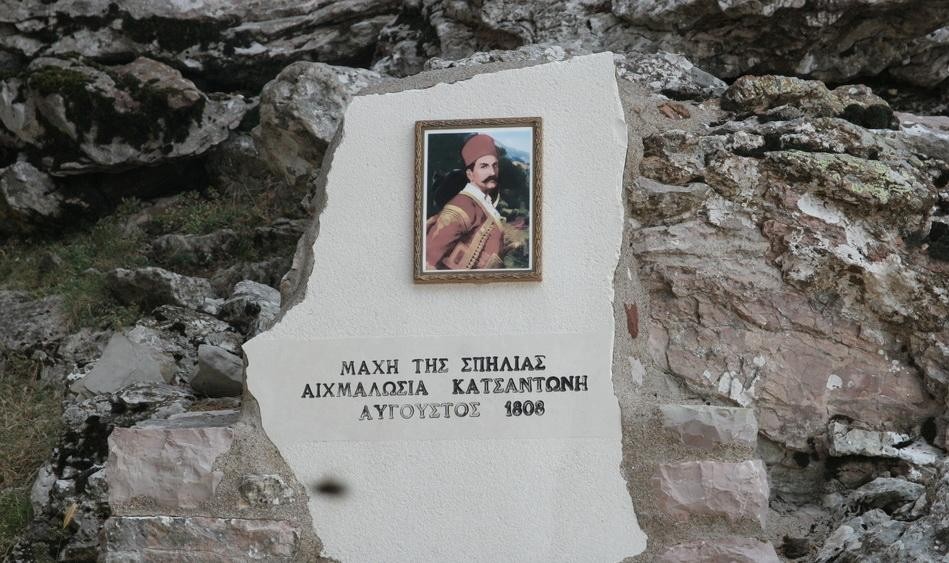 ΜΑΧΗ ΤΗΣ ΣΠΗΛΙΑΣ
ΑΙΧΜΑΛΩΣΙΑ ΚΑΤΣΑΝΤΩΝΗ
ΑΥΓΟΥΣΤΟΣ 1808